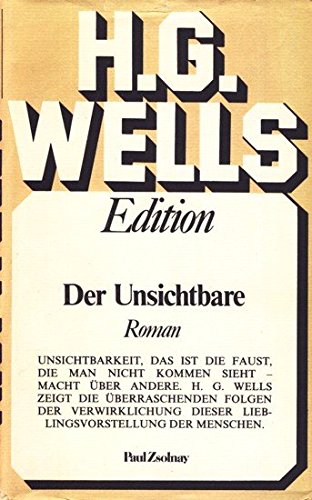 H.G.
WELLS
Edition
Der Unsichtbare
Roman
UNSICHTBARKEIT, DAS IST DIE FAUST,
DIE MAN NICHT KOMMEN SIEHT –
MACHT ÜBER ANDERE. H. G. WELLS
ZEIGT DIE ÜBERRASCHENDEN FOLGEN
DER VERWIRKLICHUNG DIESER LIEB-
LINGSVORSTELLUNG DER MENSCHEN.
Paul Zsolnay